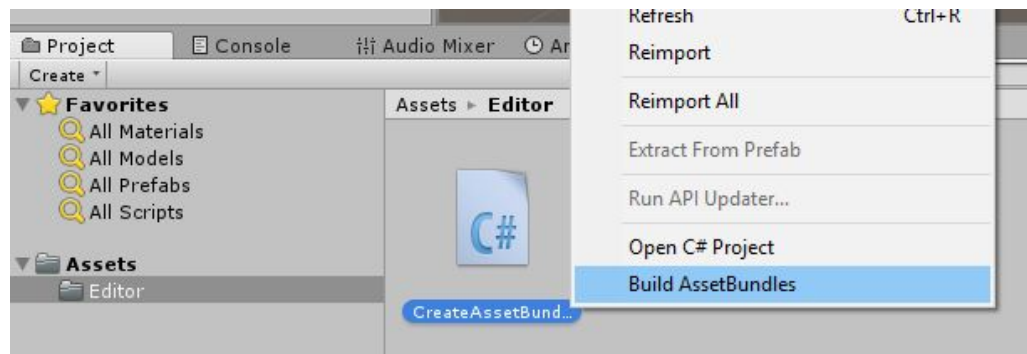 Refresh Ctrl+R
Project Console Audio Mixer
Reimport
Create
Favorites
Assets ▸ Editor
Reimport All
All Materials
All Models
Extract From Prefab
All Prefabs
Run API Updater...
All Scripts
C#
Open C# Project
Assets
Build AssetBundles
Editor
CreateAssetBund...